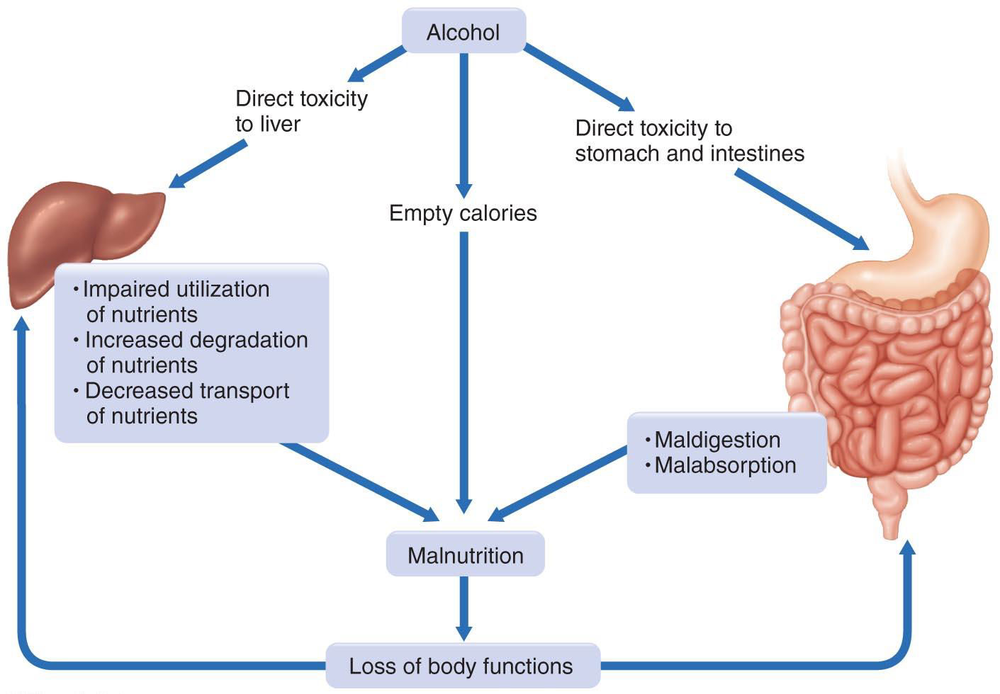 Alcohol
Direct toxicity
to liver
Direct toxicity to
stomach and intestines
Empty calories
• Impaired utilization
of nutrients
• Increased degradation
of nutrients
• Decreased transport
of nutrients
• Maldigestion
• Malabsorption
Malnutrition
Loss of body functions